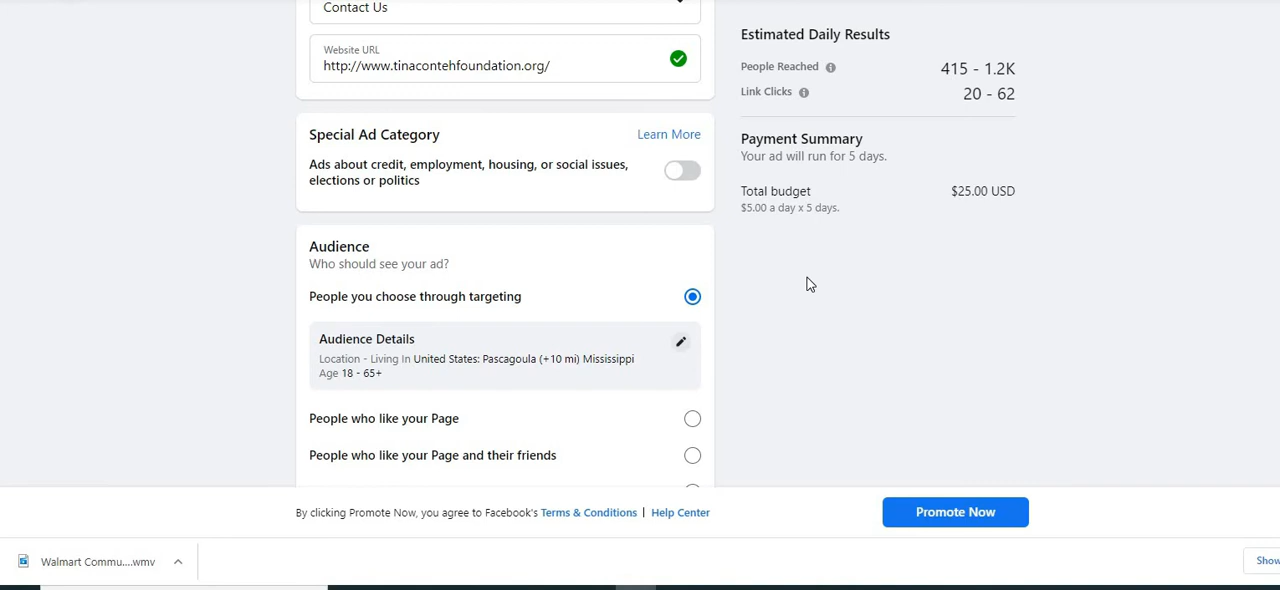 Contact Us
Website URL
http://www.tinacontehfoundation.org/
Special Ad Category
Learn More
Ads about credit, employment, housing, or social issues,
elections or politics
Audience
Who should see your ad?
People you choose through targeting
Audience Details
Location - Living In United States: Pascagoula (+10 mi) Mississippi
Age 18 - 65+
People who like your Page
People who like your Page and their friends
Estimated Daily Results
People Reached 415 - 1.2K
Link Clicks 20 - 62
Payment Summary
Your ad will run for 5 days.
Total budget $25.00 USD
$5.00 a day x 5 days.
By clicking Promote Now, you agree to Facebook's Terms & Conditions | Help Center
Promote Now
Walmart Commu....wmv
Show